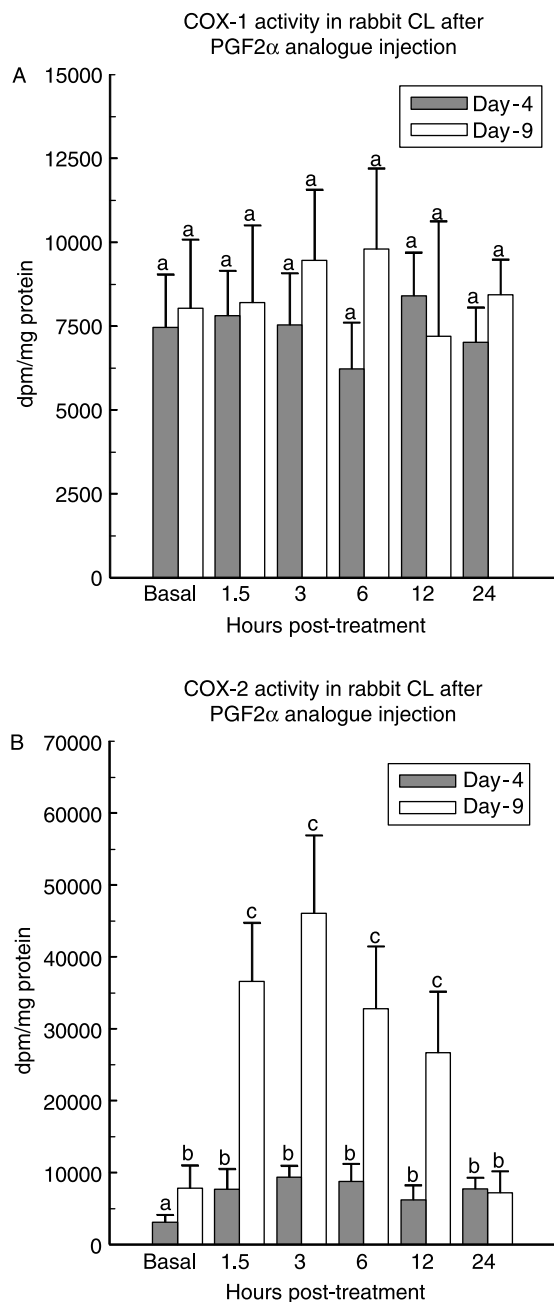 COX-1 activity in rabbit CL after
PGF2α analogue injection
A
15000
12500
10000
7500
5000
2500
0
dpm/mg protein
Day-4
Day-9
a a a a a a a a a a a a
Basal 1.5 3 6 12 24
Hours post-treatment
COX-2 activity in rabbit CL after
PGF2α analogue injection
B
70000
60000
50000
40000
30000
20000
10000
0
dpm/mg protein
Day-4
Day-9
a b b c b c b c b c b b
Basal 1.5 3 6 12 24
Hours post-treatment